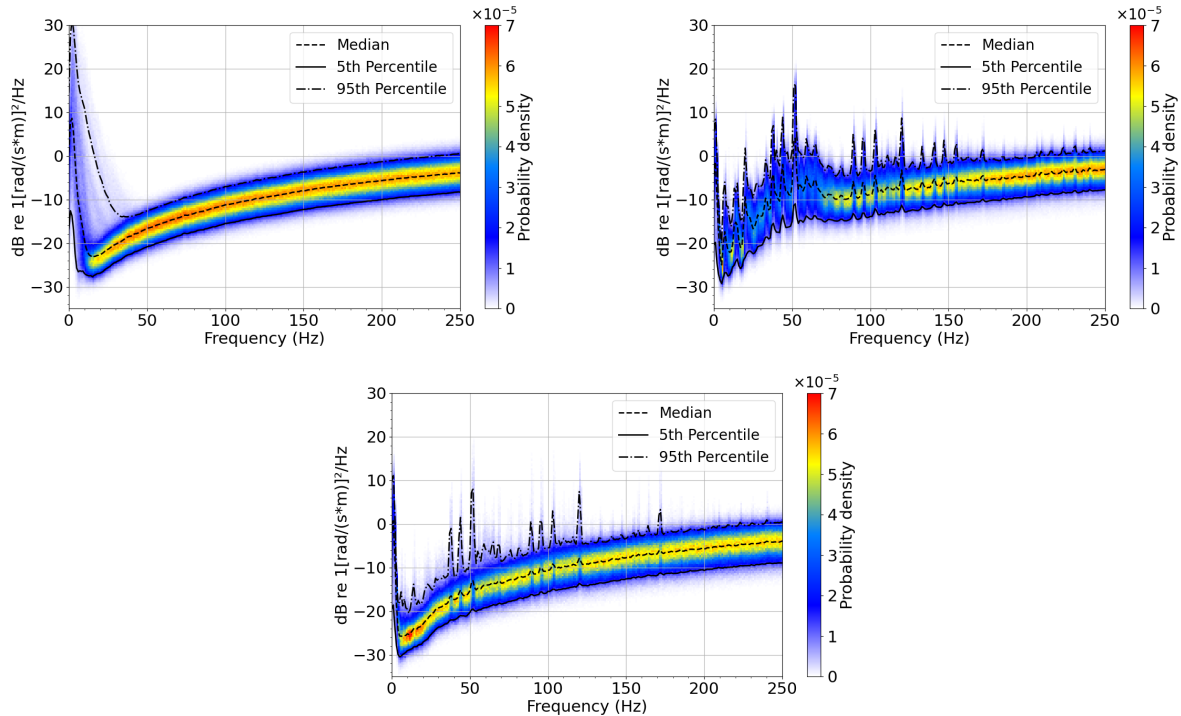 ×10⁻⁵
30
20
10
0
−10
−20
−30
dB re 1[rad/(s*m)]²/Hz
Median
5th Percentile
95th Percentile
0 50 100 150 200 250
Frequency (Hz)
7
6
5
4
3
2
1
0
Probability density
×10⁻⁵
30
20
10
0
−10
−20
−30
dB re 1[rad/(s*m)]²/Hz
Median
5th Percentile
95th Percentile
0 50 100 150 200 250
Frequency (Hz)
7
6
5
4
3
2
1
0
Probability density
×10⁻⁵
30
20
10
0
−10
−20
−30
dB re 1[rad/(s*m)]²/Hz
Median
5th Percentile
95th Percentile
0 50 100 150 200 250
Frequency (Hz)
7
6
5
4
3
2
1
0
Probability density